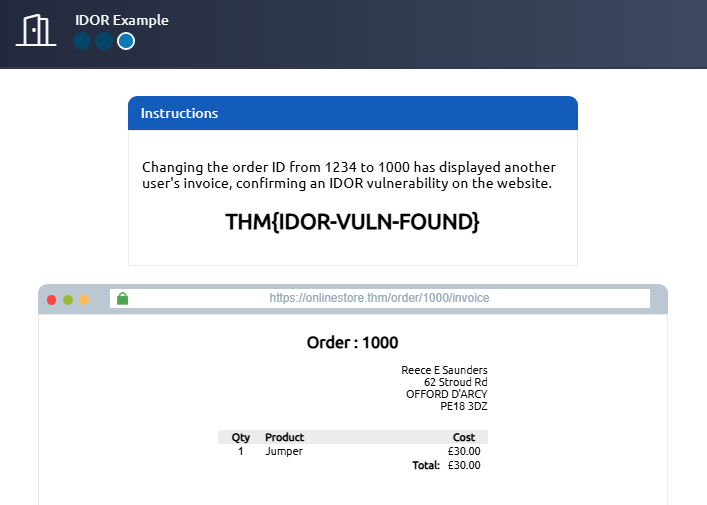 IDOR Example
Instructions
Changing the order ID from 1234 to 1000 has displayed another
user's invoice, confirming an IDOR vulnerability on the website.
THM{IDOR-VULN-FOUND}
https://onlinestore.thm/order/1000/invoice
Order : 1000
Reece E Saunders
62 Stroud Rd
OFFORD D'ARCY
PE18 3DZ
Qty Product Cost
1 Jumper £30.00
Total: £30.00